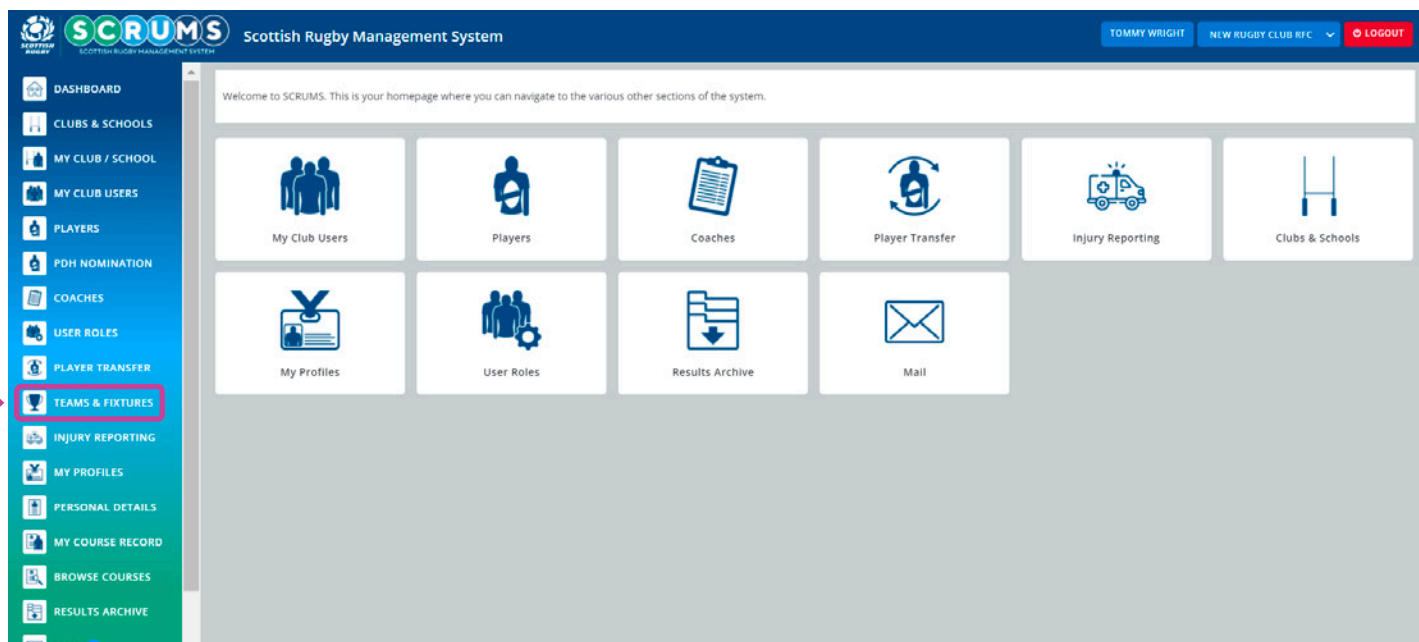 SCOTTISH
RUGBY
SCRUMS
SCOTTISH RUGBY MANAGEMENT SYSTEM
Scottish Rugby Management System
TOMMY WRIGHT
NEW RUGBY CLUB RFC
LOGOUT
DASHBOARD
CLUBS & SCHOOLS
MY CLUB / SCHOOL
MY CLUB USERS
PLAYERS
PDH NOMINATION
COACHES
USER ROLES
PLAYER TRANSFER
TEAMS & FIXTURES
INJURY REPORTING
MY PROFILES
PERSONAL DETAILS
MY COURSE RECORD
BROWSE COURSES
RESULTS ARCHIVE
Welcome to SCRUMS. This is your homepage where you can navigate to the various other sections of the system.
My Club Users
Players
Coaches
Player Transfer
Injury Reporting
Clubs & Schools
My Profiles
User Roles
Results Archive
Mail